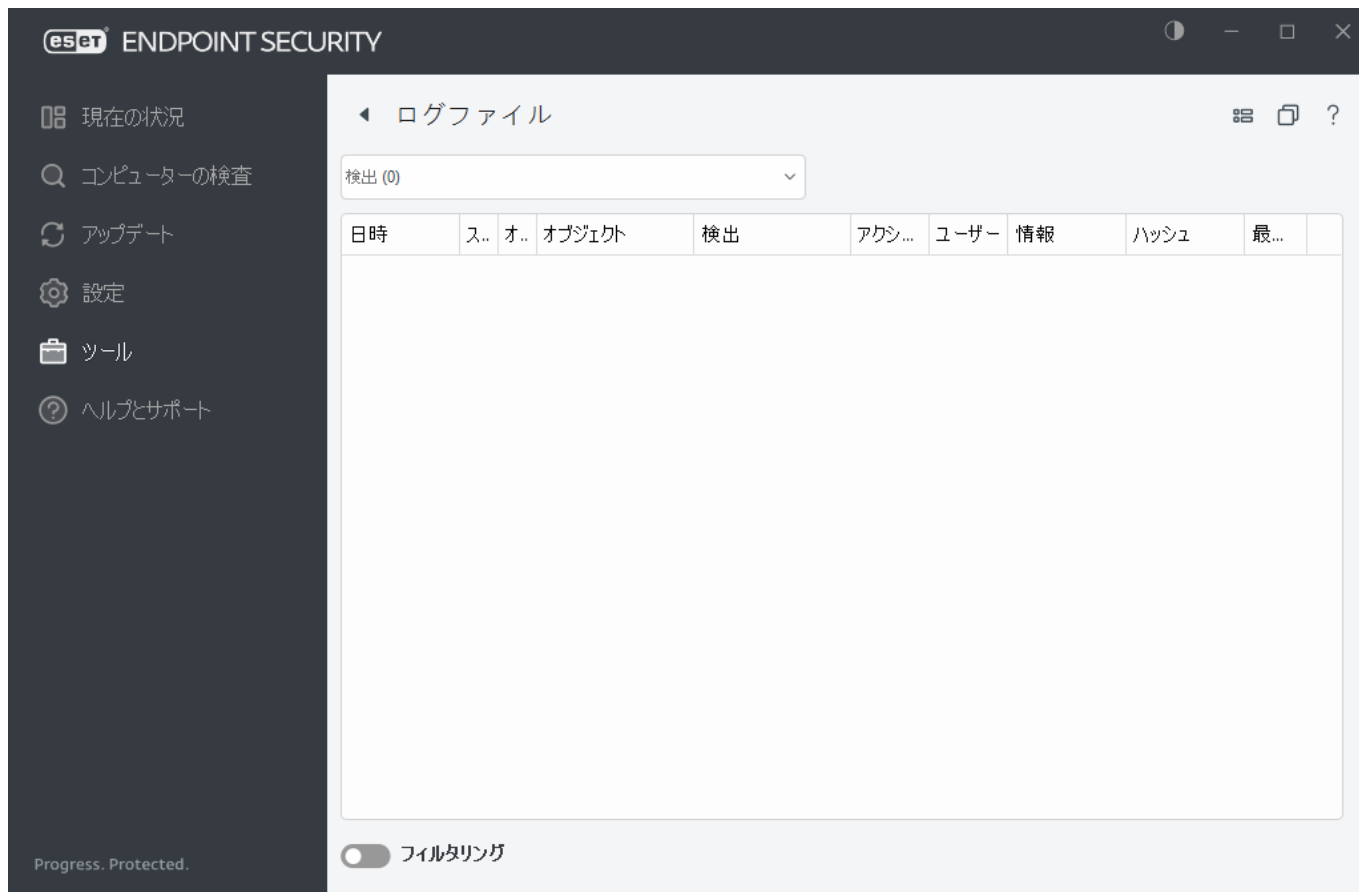 eset ENDPOINT SECURITY
現在の状況
コンピューターの検査
アップデート
設定
ツール
ヘルプとサポート
Progress. Protected.
ログファイル
?
検出 (0)
日時 ス.. オ.. オブジェクト 検出 アクシ... ユーザー 情報 ハッシュ 最...
フィルタリング